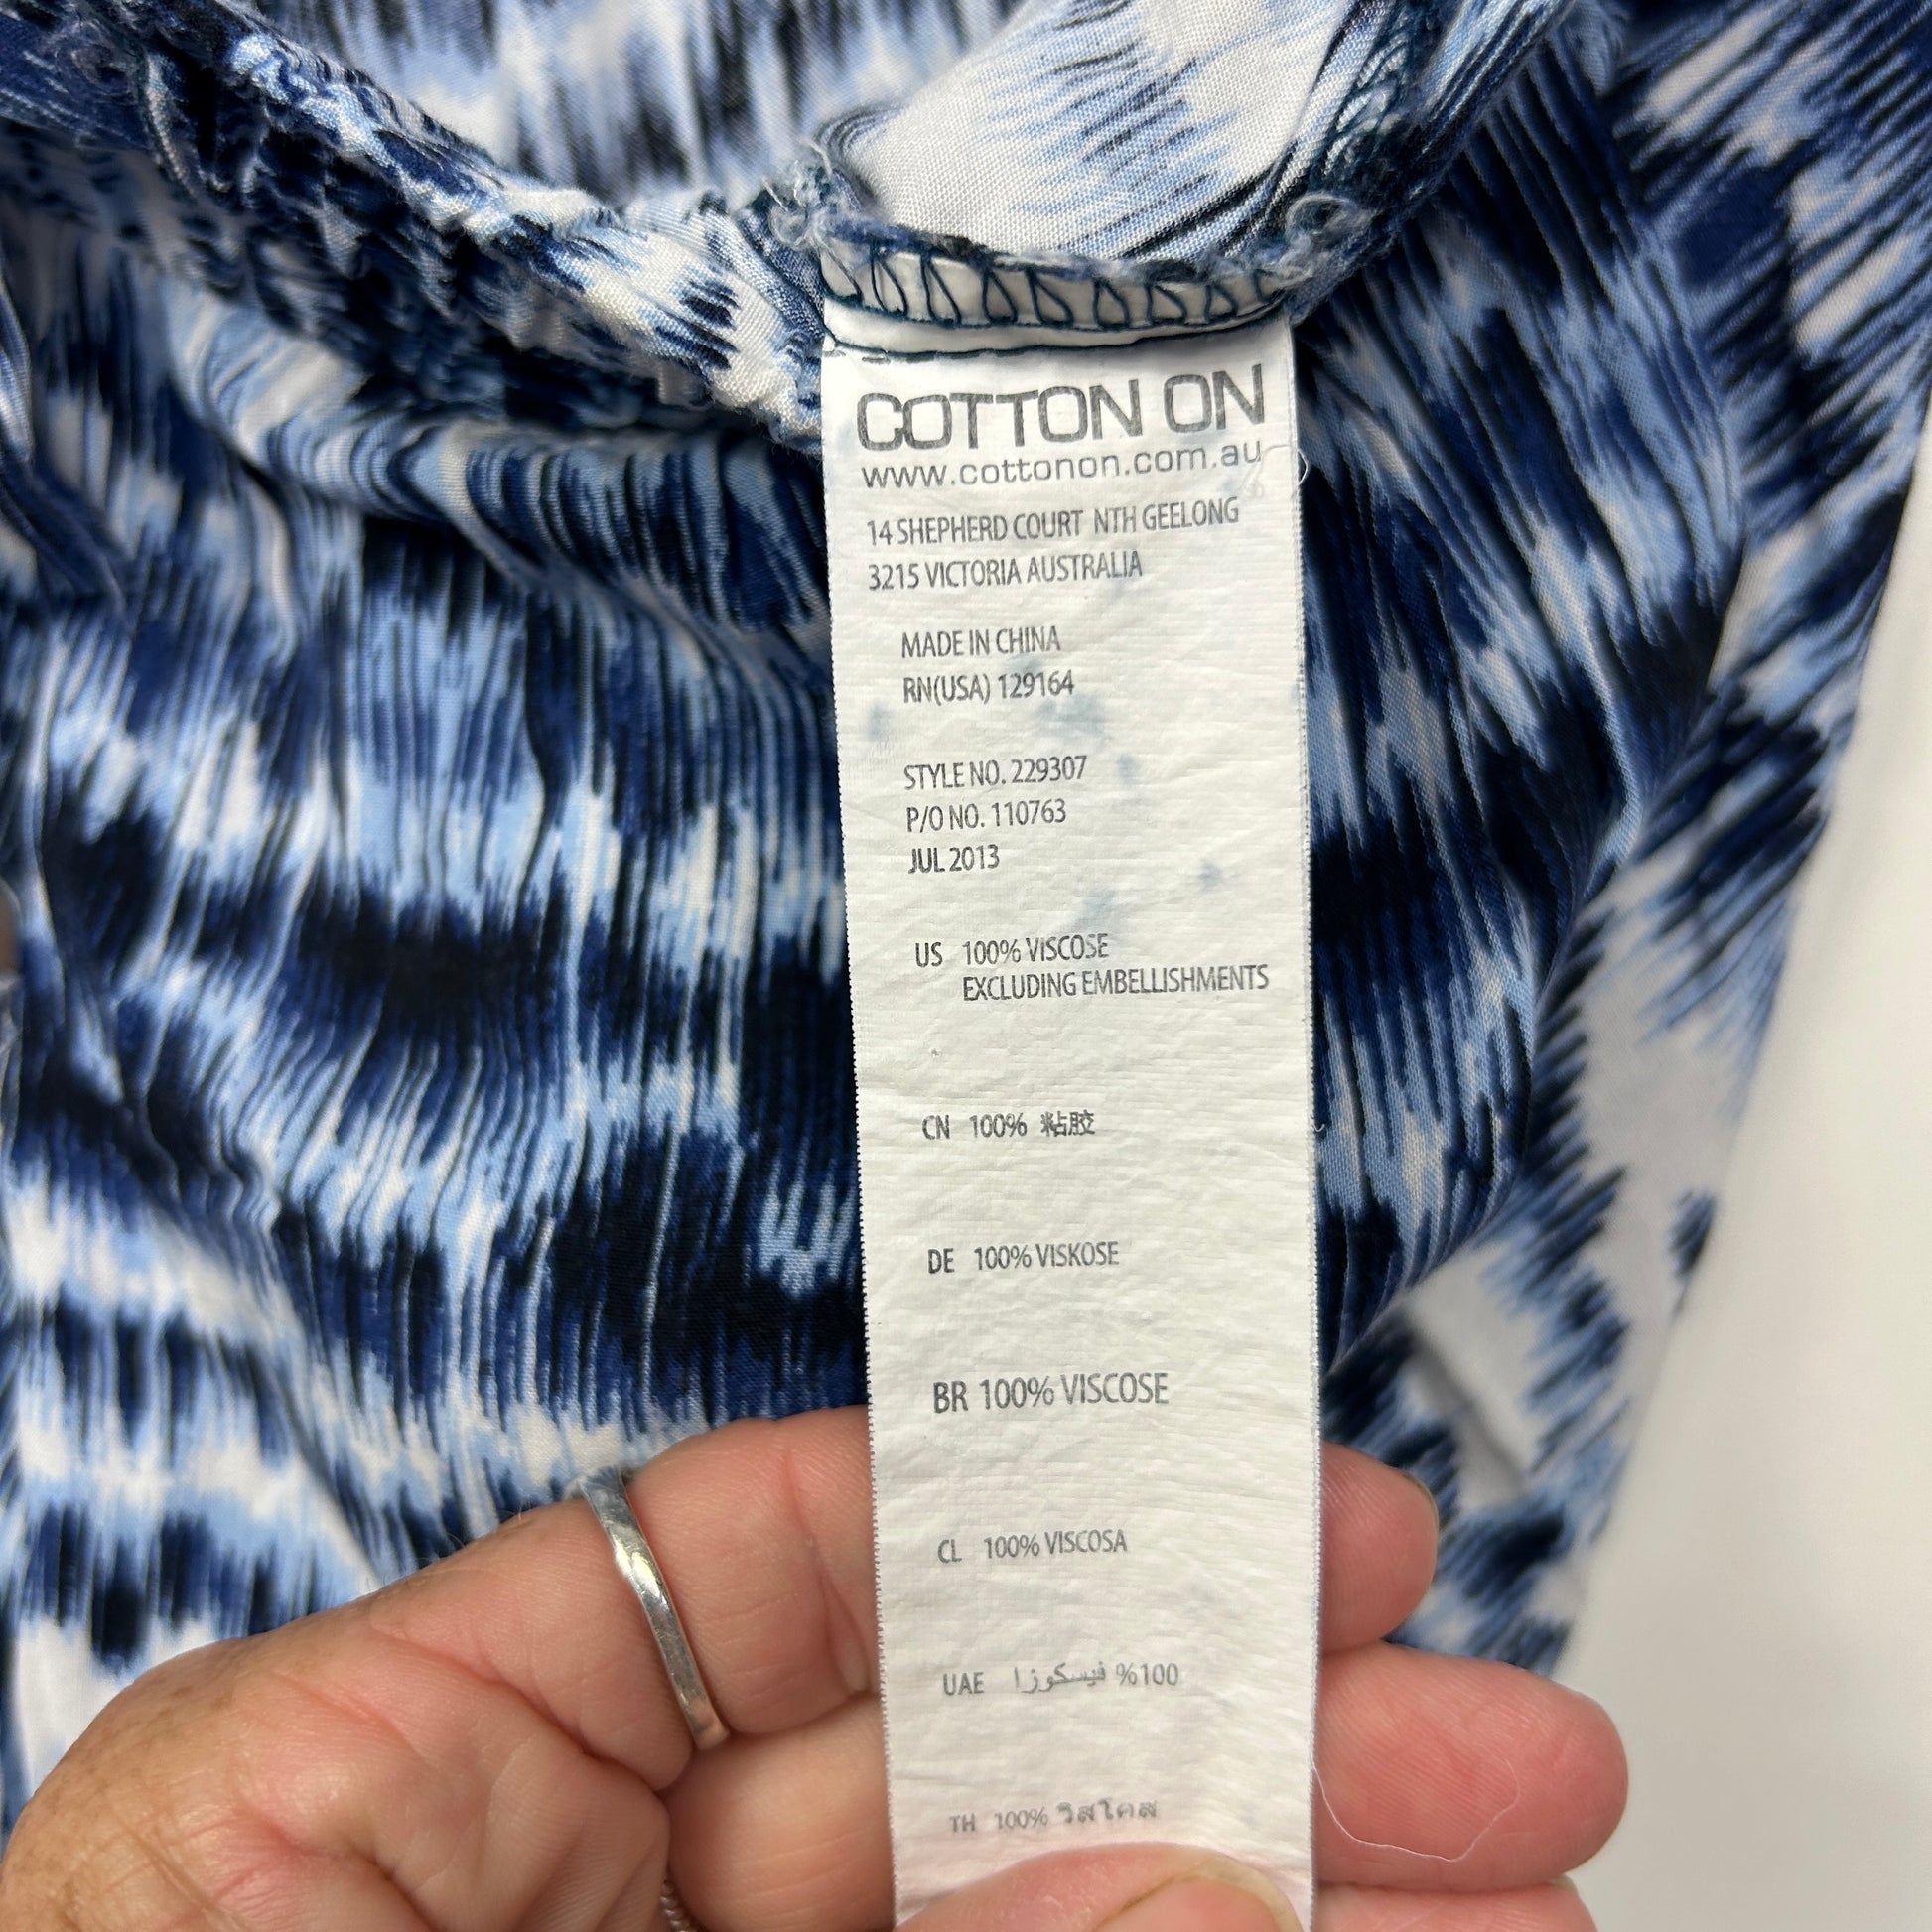 COTTON ON
www.cottonon.com.au
14 SHEPHERD COURT NTH GEELONG
3215 VICTORIA AUSTRALIA
MADE IN CHINA
RN(USA) 129164
STYLE NO. 229307
P/O NO. 110763
JUL 2013
US 100% VISCOSE
EXCLUDING EMBELLISHMENTS
CN 100% 粘胶
DE 100% VISKOSE
BR 100% VISCOSE
CL 100% VISCOSA
UAE فيسكوزا %100
TH 100% วิสโคส